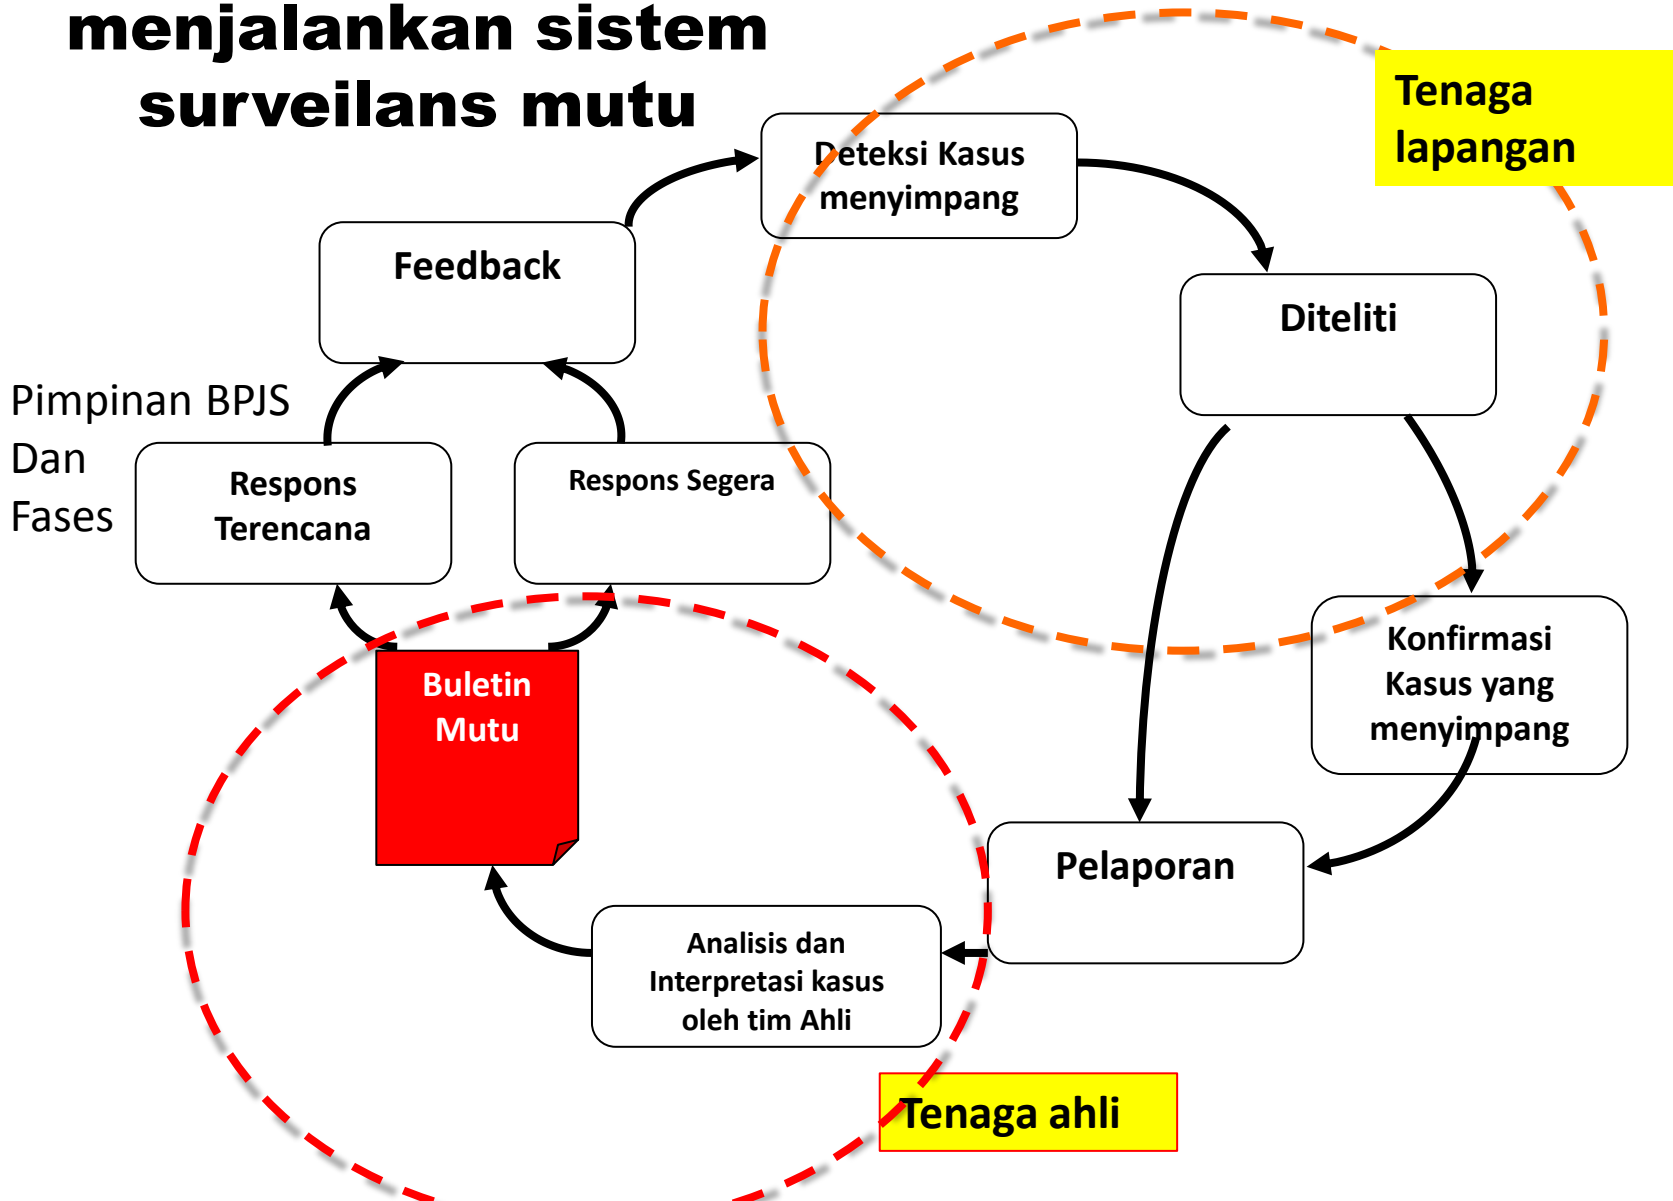 menjalankan sistem
surveilans mutu
Tenaga
lapangan
Deteksi Kasus
menyimpang
Feedback
Diteliti
Pimpinan BPJS
Dan
Fases
Respons
Terencana
Respons Segera
Konfirmasi
Kasus yang
menyimpang
Buletin
Mutu
Pelaporan
Analisis dan
Interpretasi kasus
oleh tim Ahli
Tenaga ahli